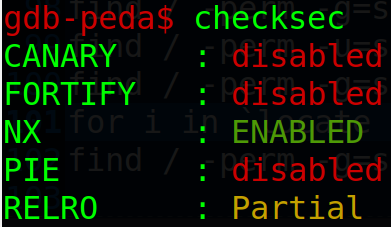 gdb-peda$ checksec
CANARY    : disabled
FORTIFY   : disabled
NX        : ENABLED
PIE       : disabled
RELRO     : Partial